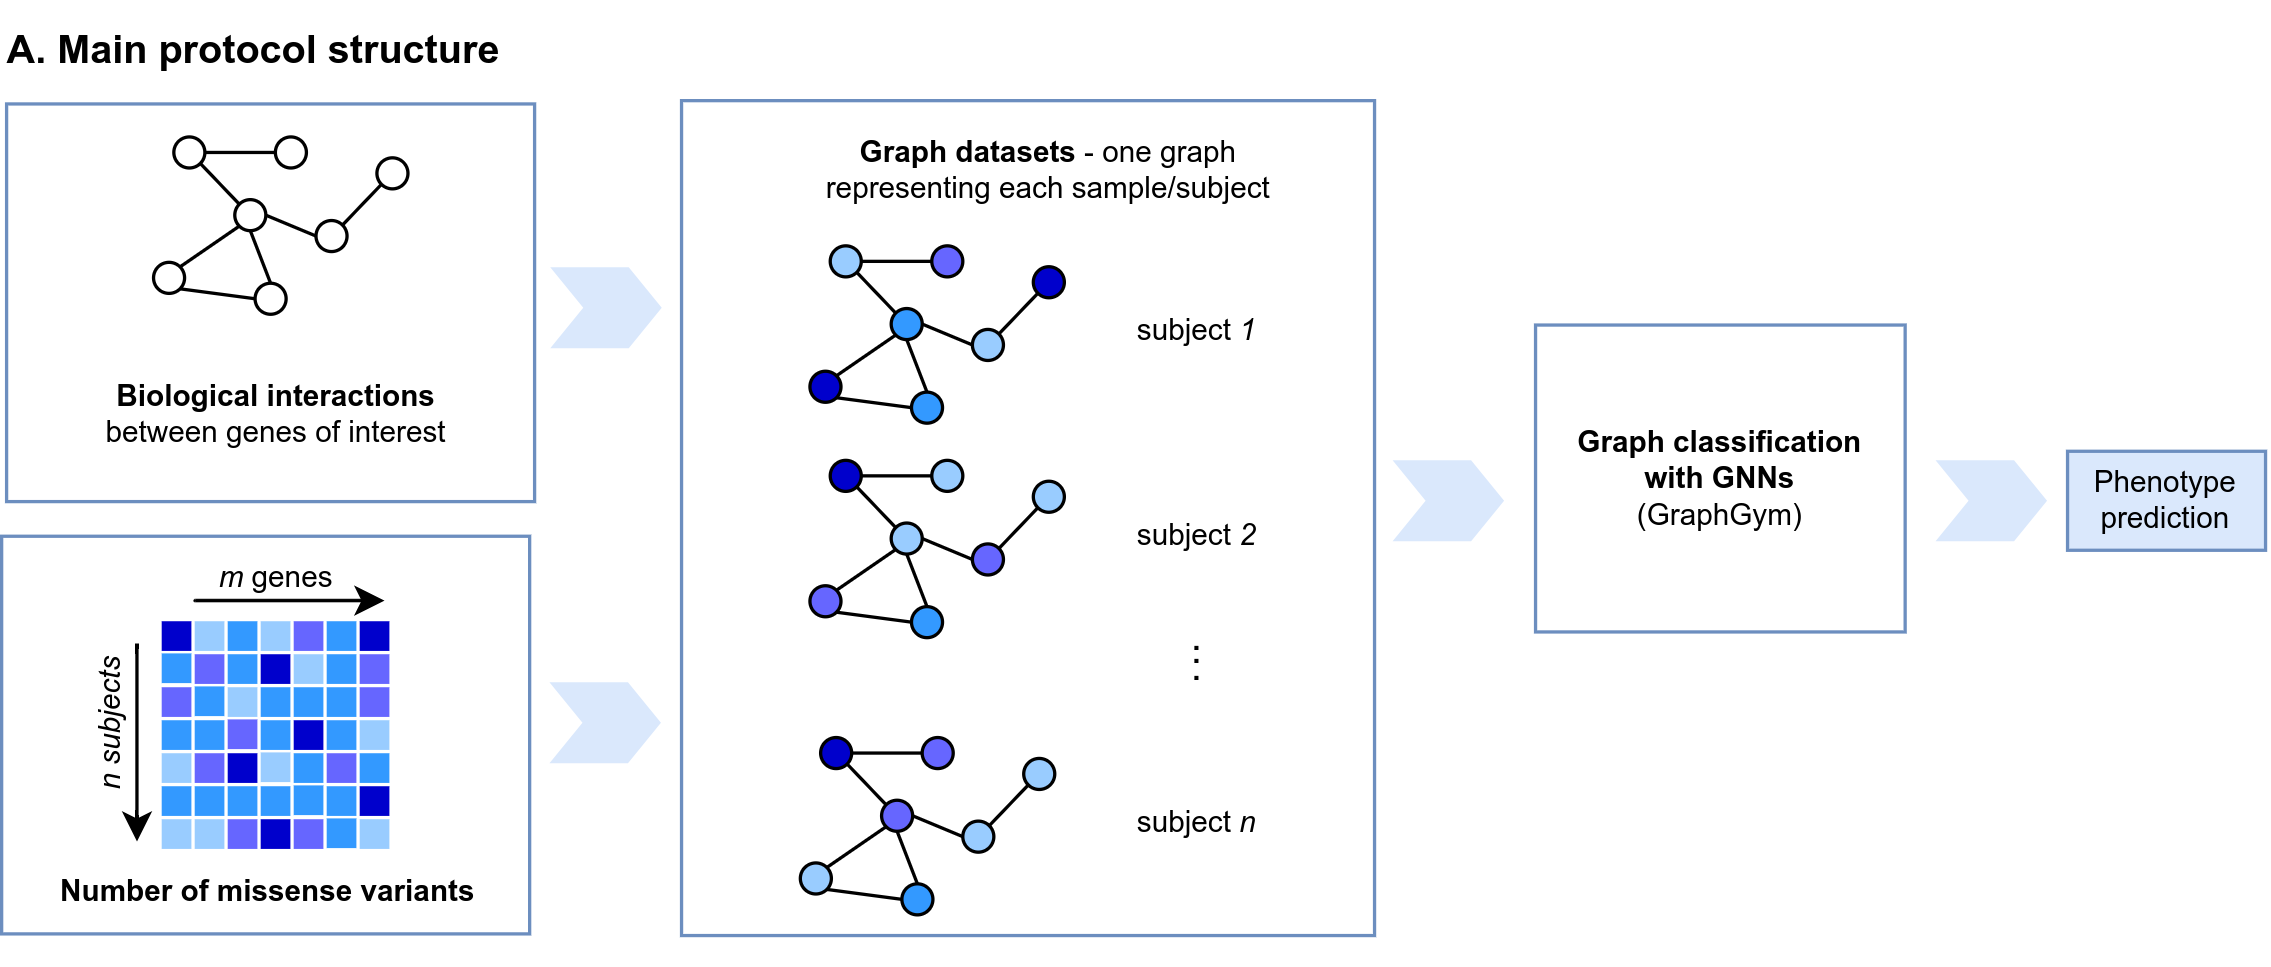 A. Main protocol structure
Biological interactions
between genes of interest
m genes
n subjects
Number of missense variants
Graph datasets - one graph
representing each sample/subject
subject 1
subject 2
⋮
subject n
Graph classification
with GNNs
(GraphGym)
Phenotype
prediction